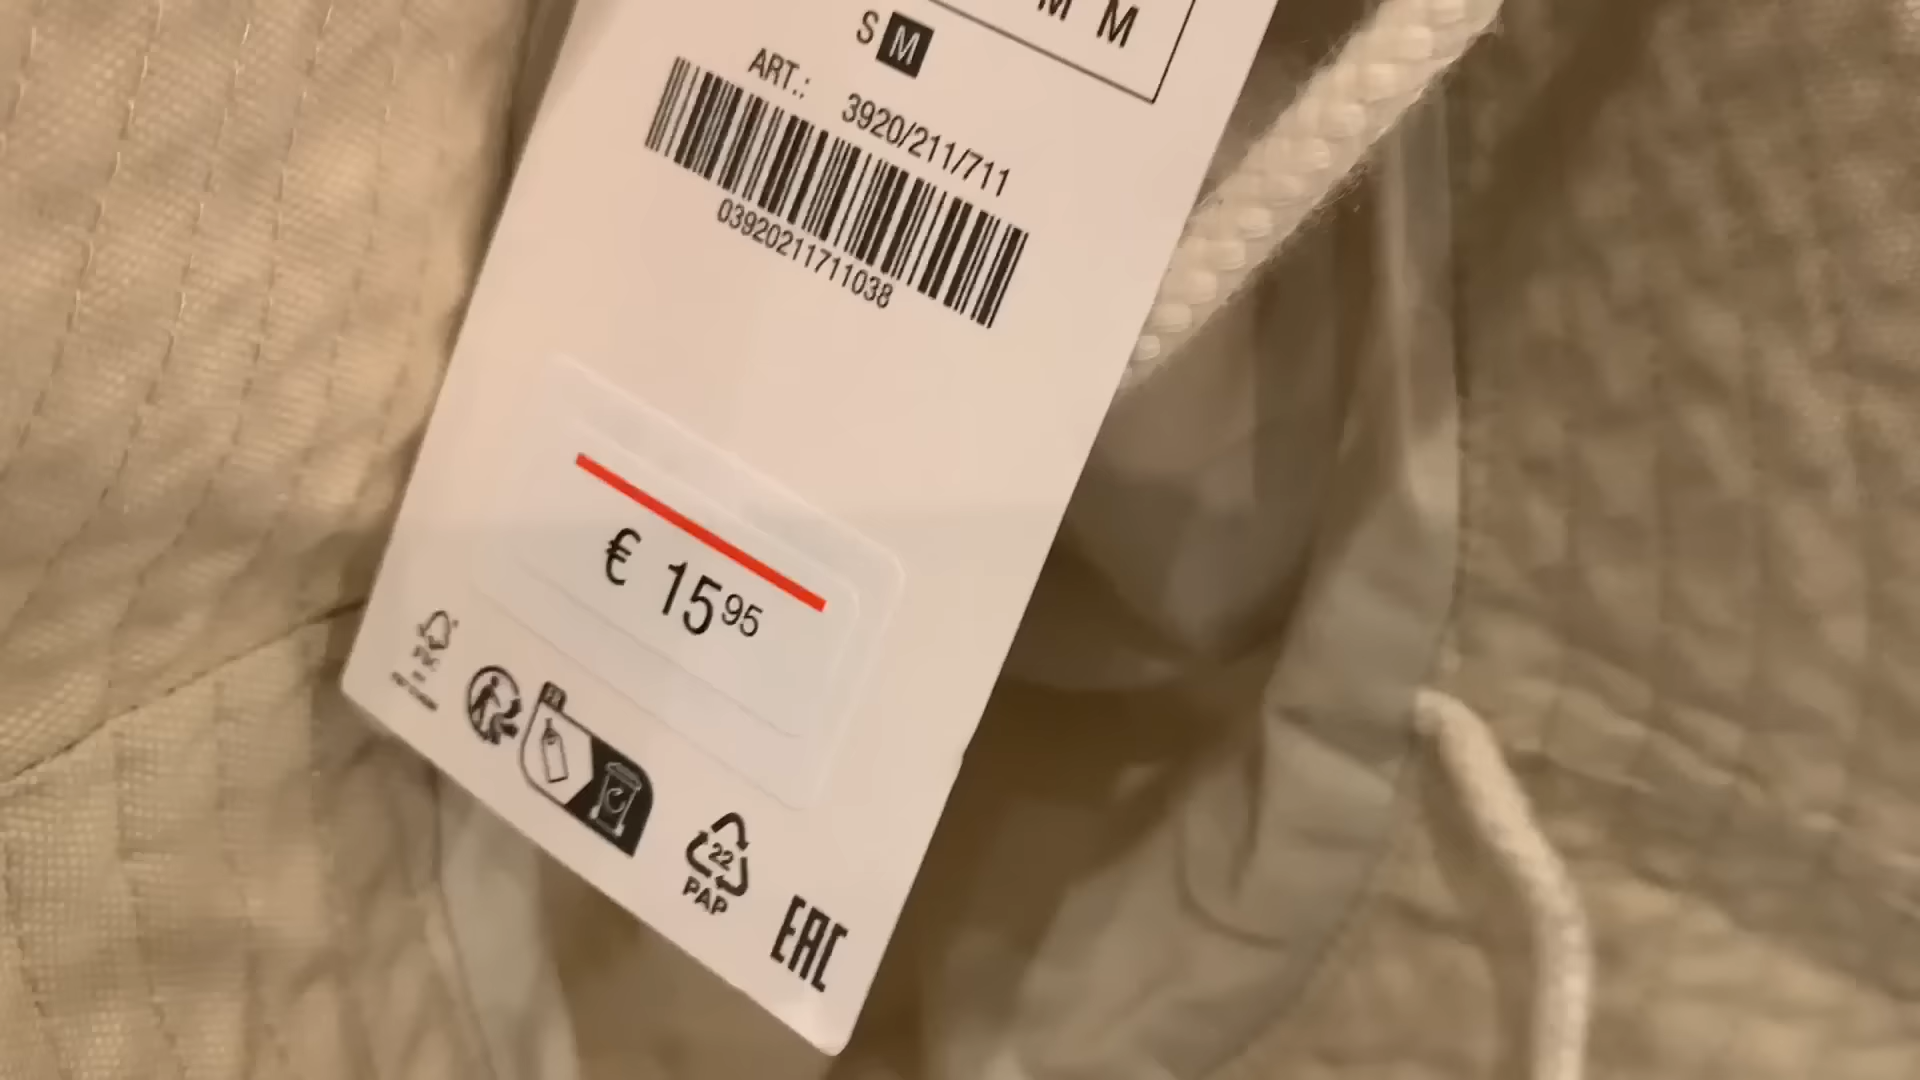 M M
S M
ART.: 3920/211/711
03920211711038
€ 15 95
22
PAP
EAC